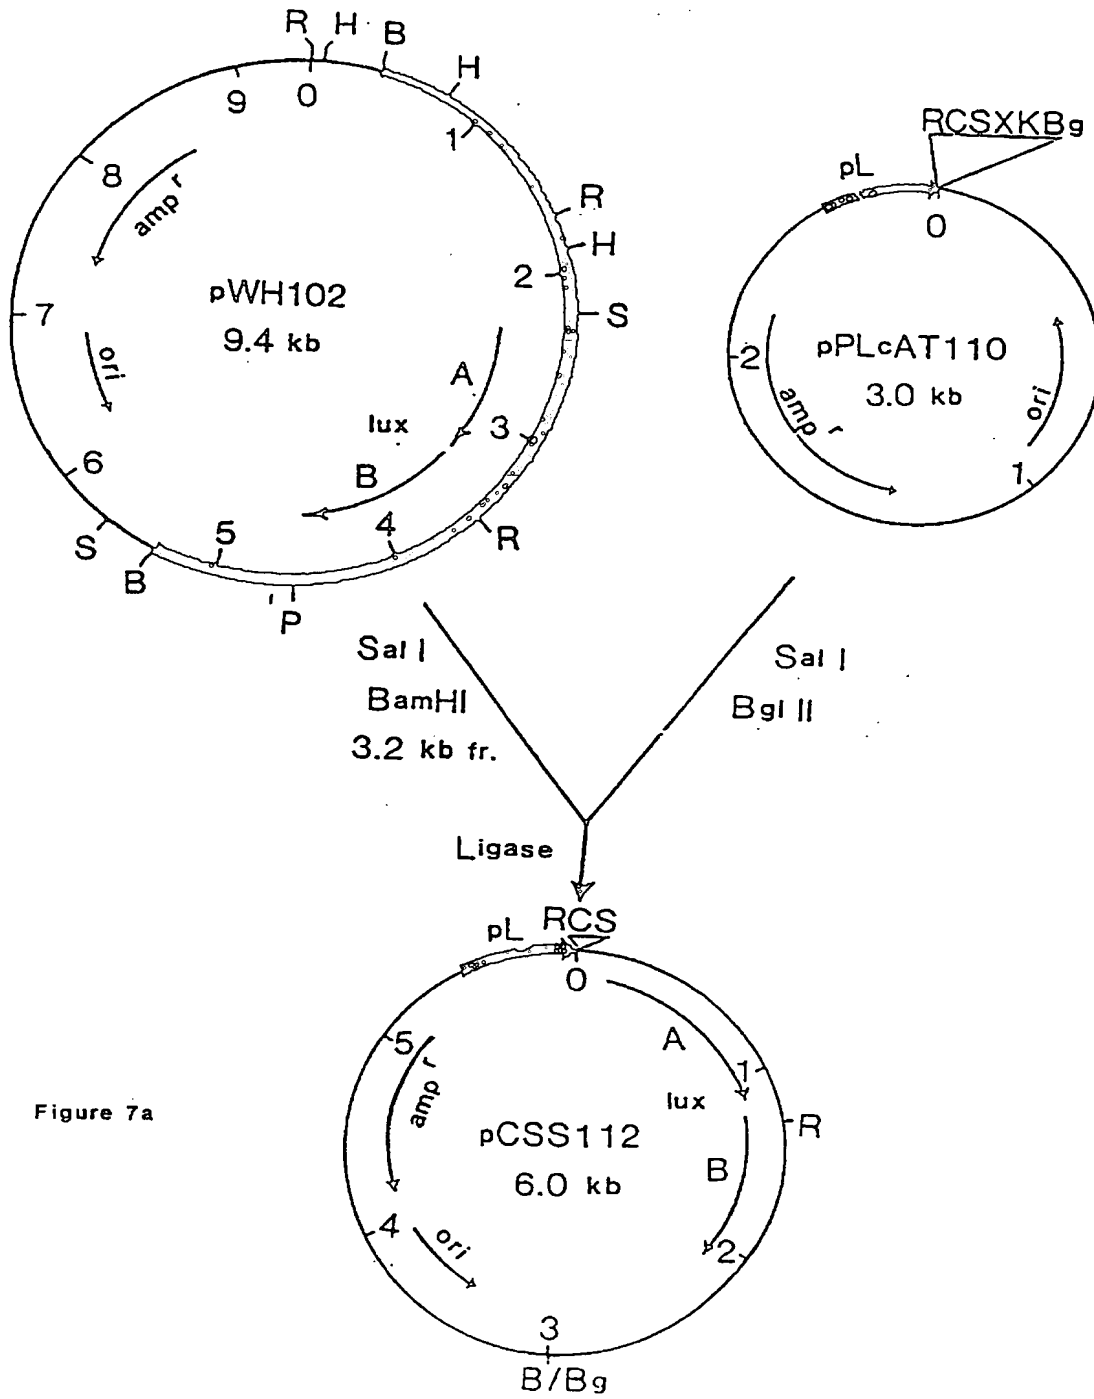 R H B
H
9 0
1
8
amp r
R
H
2
pWH102
9.4 kb
7
S
ori
A
lux
3
B
6
R
5 4
S
B
P
RCSXKBg
pL
0
pPLcAT110
3.0 kb
2
amp r
ori
1
Sal I
BamHI
3.2 kb fr.
Sal I
Bgl II
Ligase
RCS
pL
0
A
5
amp r
1
lux
R
pCSS112
6.0 kb
B
4
ori
2
3
B/Bg
Figure 7a